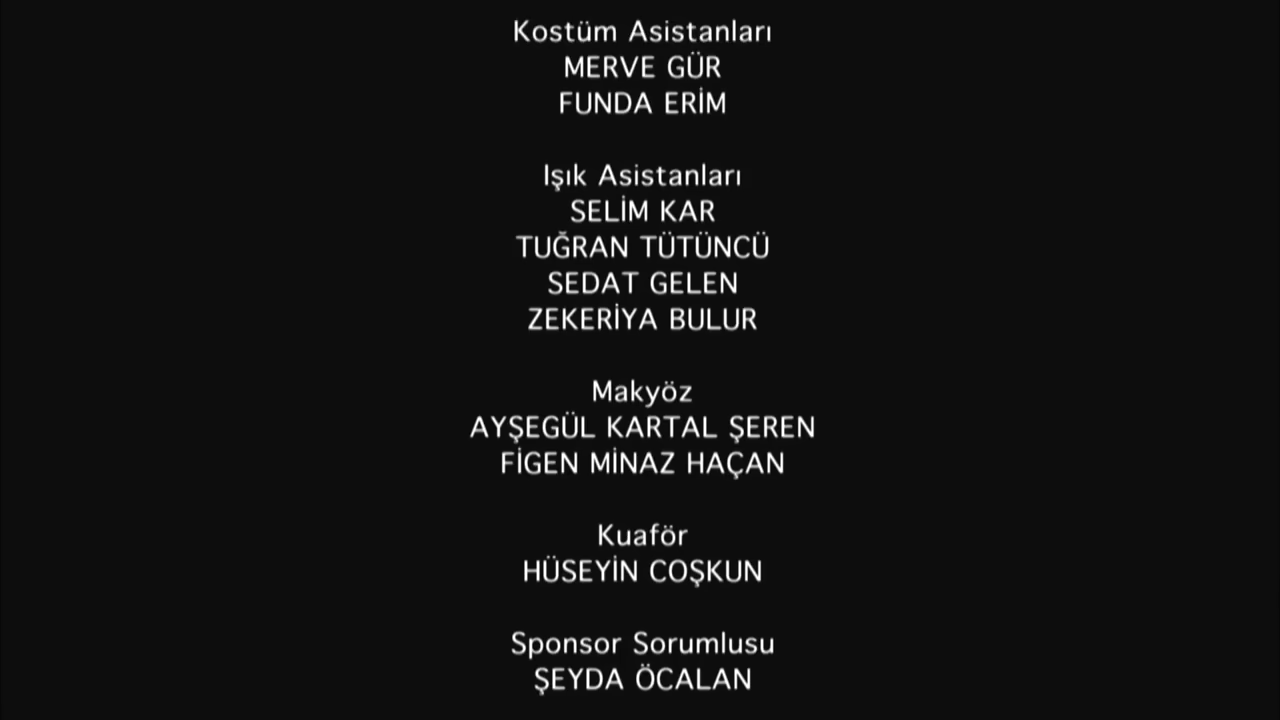 Kostüm Asistanları
MERVE GÜR
FUNDA ERİM
Işık Asistanları
SELİM KAR
TUĞRAN TÜTÜNCÜ
SEDAT GELEN
ZEKERİYA BULUR
Makyöz
AYŞEGÜL KARTAL ŞEREN
FİGEN MİNAZ HAÇAN
Kuaför
HÜSEYİN COŞKUN
Sponsor Sorumlusu
ŞEYDA ÖCALAN